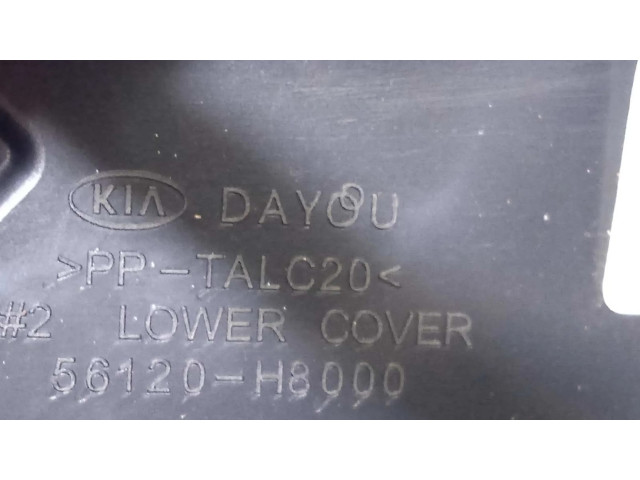 KIA DAYOU
>PP-TALC20<
#2 LOWER COVER
56120-H8000